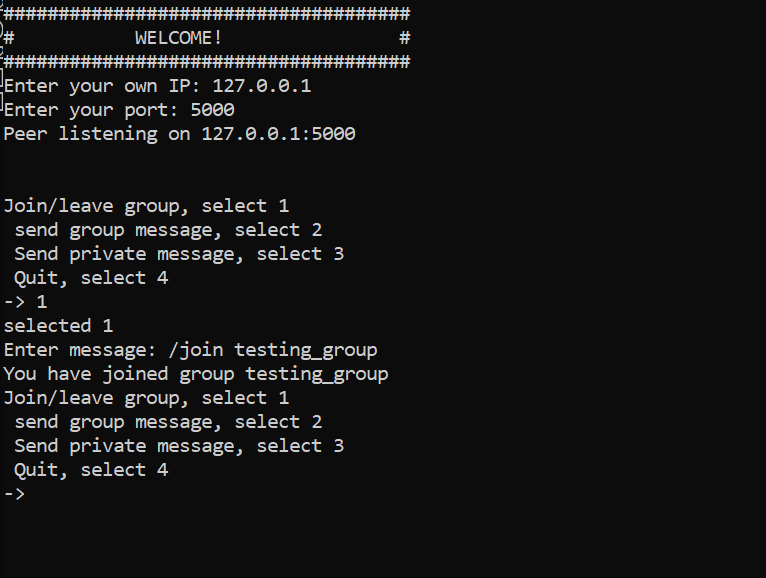 #####################################
#           WELCOME!                #
#####################################
Enter your own IP: 127.0.0.1
Enter your port: 5000
Peer listening on 127.0.0.1:5000
Join/leave group, select 1
send group message, select 2
Send private message, select 3
Quit, select 4
-> 1
selected 1
Enter message: /join testing_group
You have joined group testing_group
Join/leave group, select 1
send group message, select 2
Send private message, select 3
Quit, select 4
->